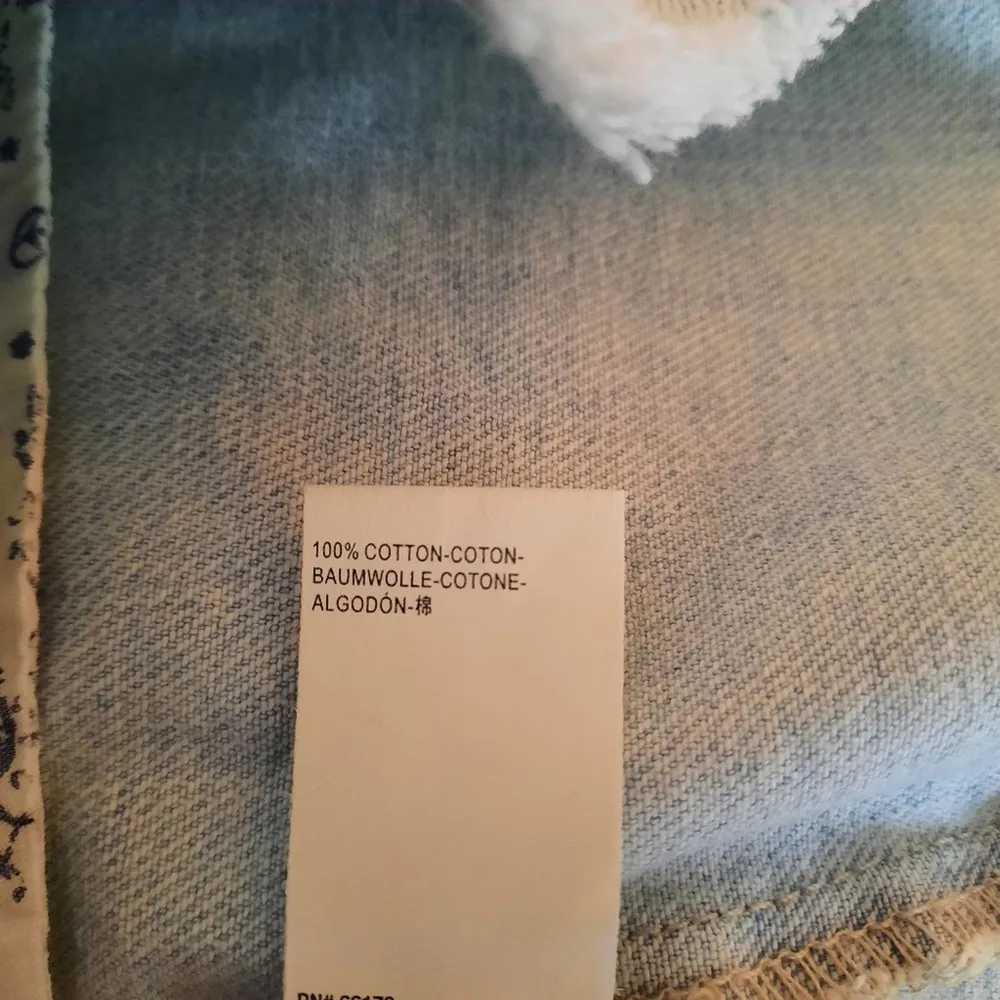 100% COTTON-COTON-
BAUMWOLLE-COTONE-
ALGODÓN-棉